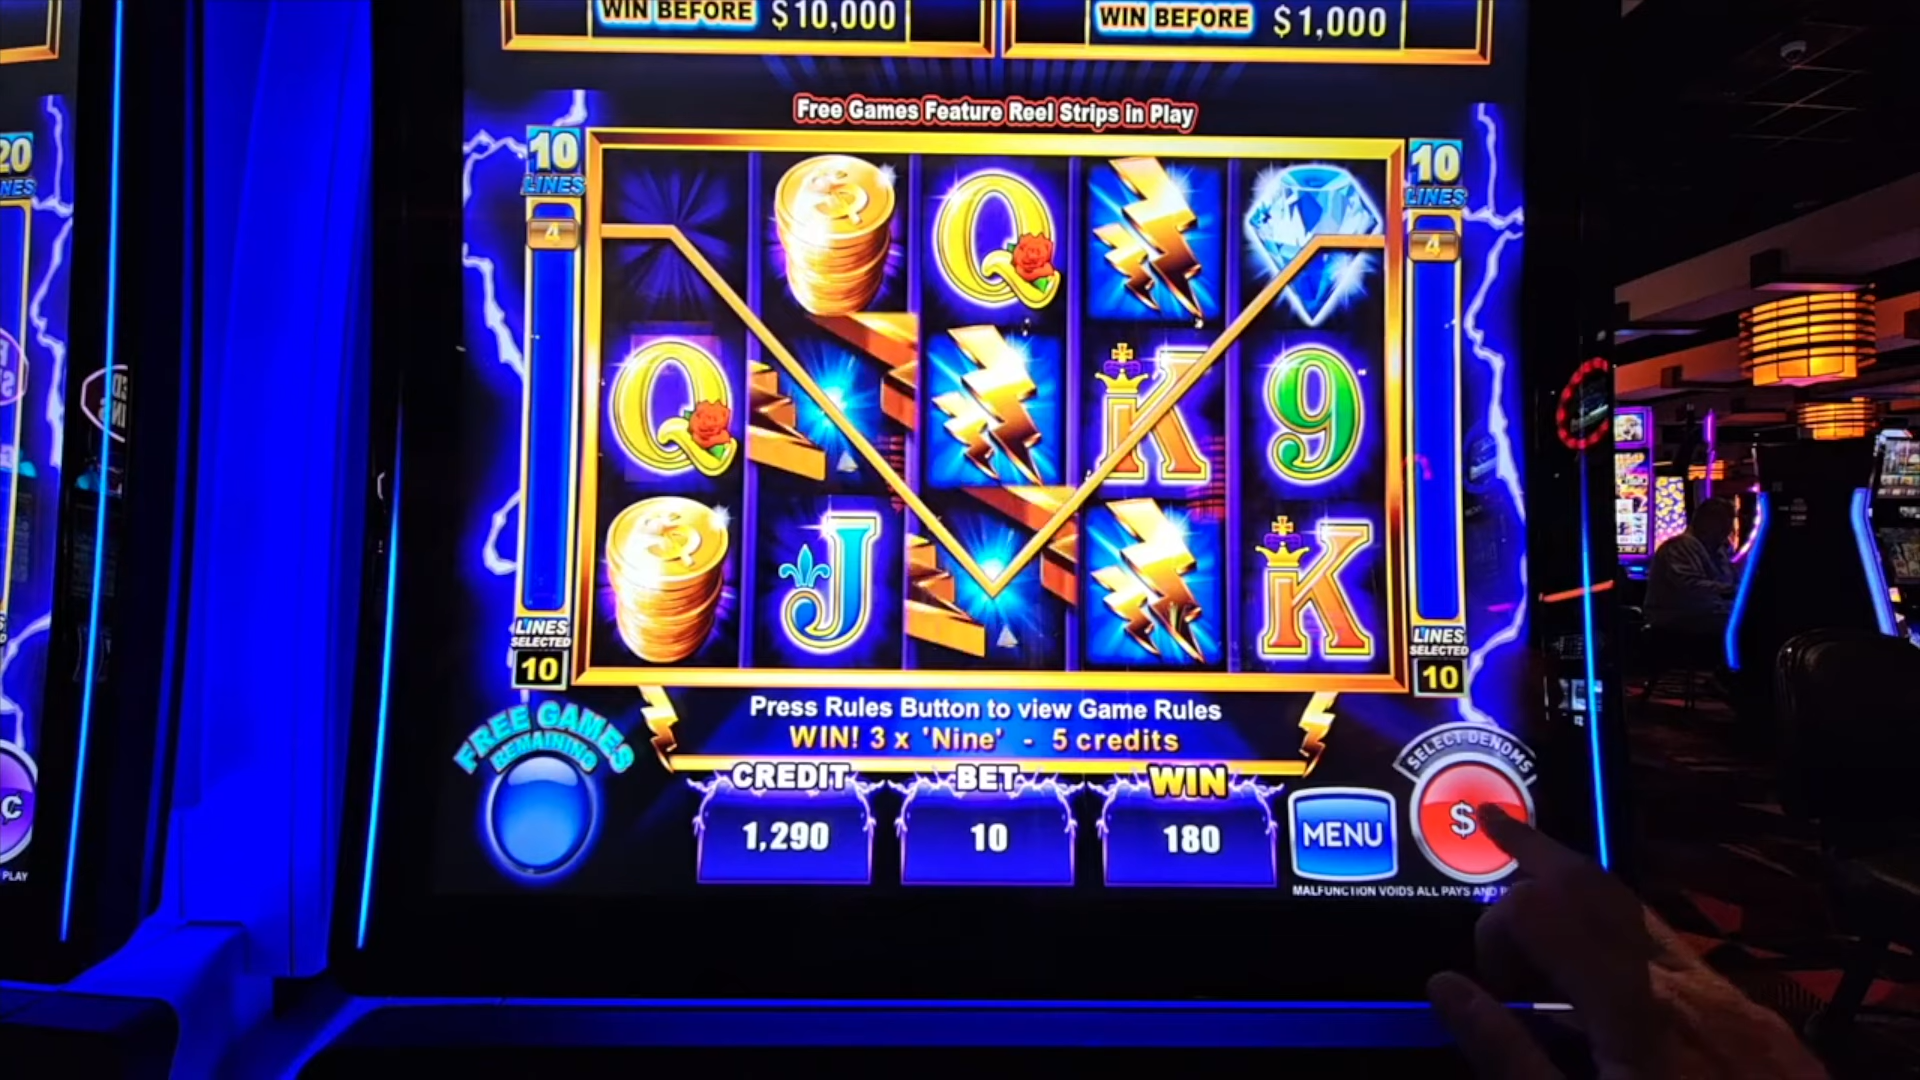 WIN BEFORE $10,000
WIN BEFORE $1,000
Free Games Feature Reel Strips in Play
20
10
LINES
10
LINES
4
4
Q
Q
K
9
J
K
LINES
SELECTED
10
LINES
SELECTED
10
Press Rules Button to view Game Rules
WIN! 3 x 'Nine' - 5 credits
FREE GAMES
REMAINING
CREDIT
1,290
BET
10
WIN
180
MENU
SELECT DENOMS
$
¢
PLAY
MALFUNCTION VOIDS ALL PAYS AND